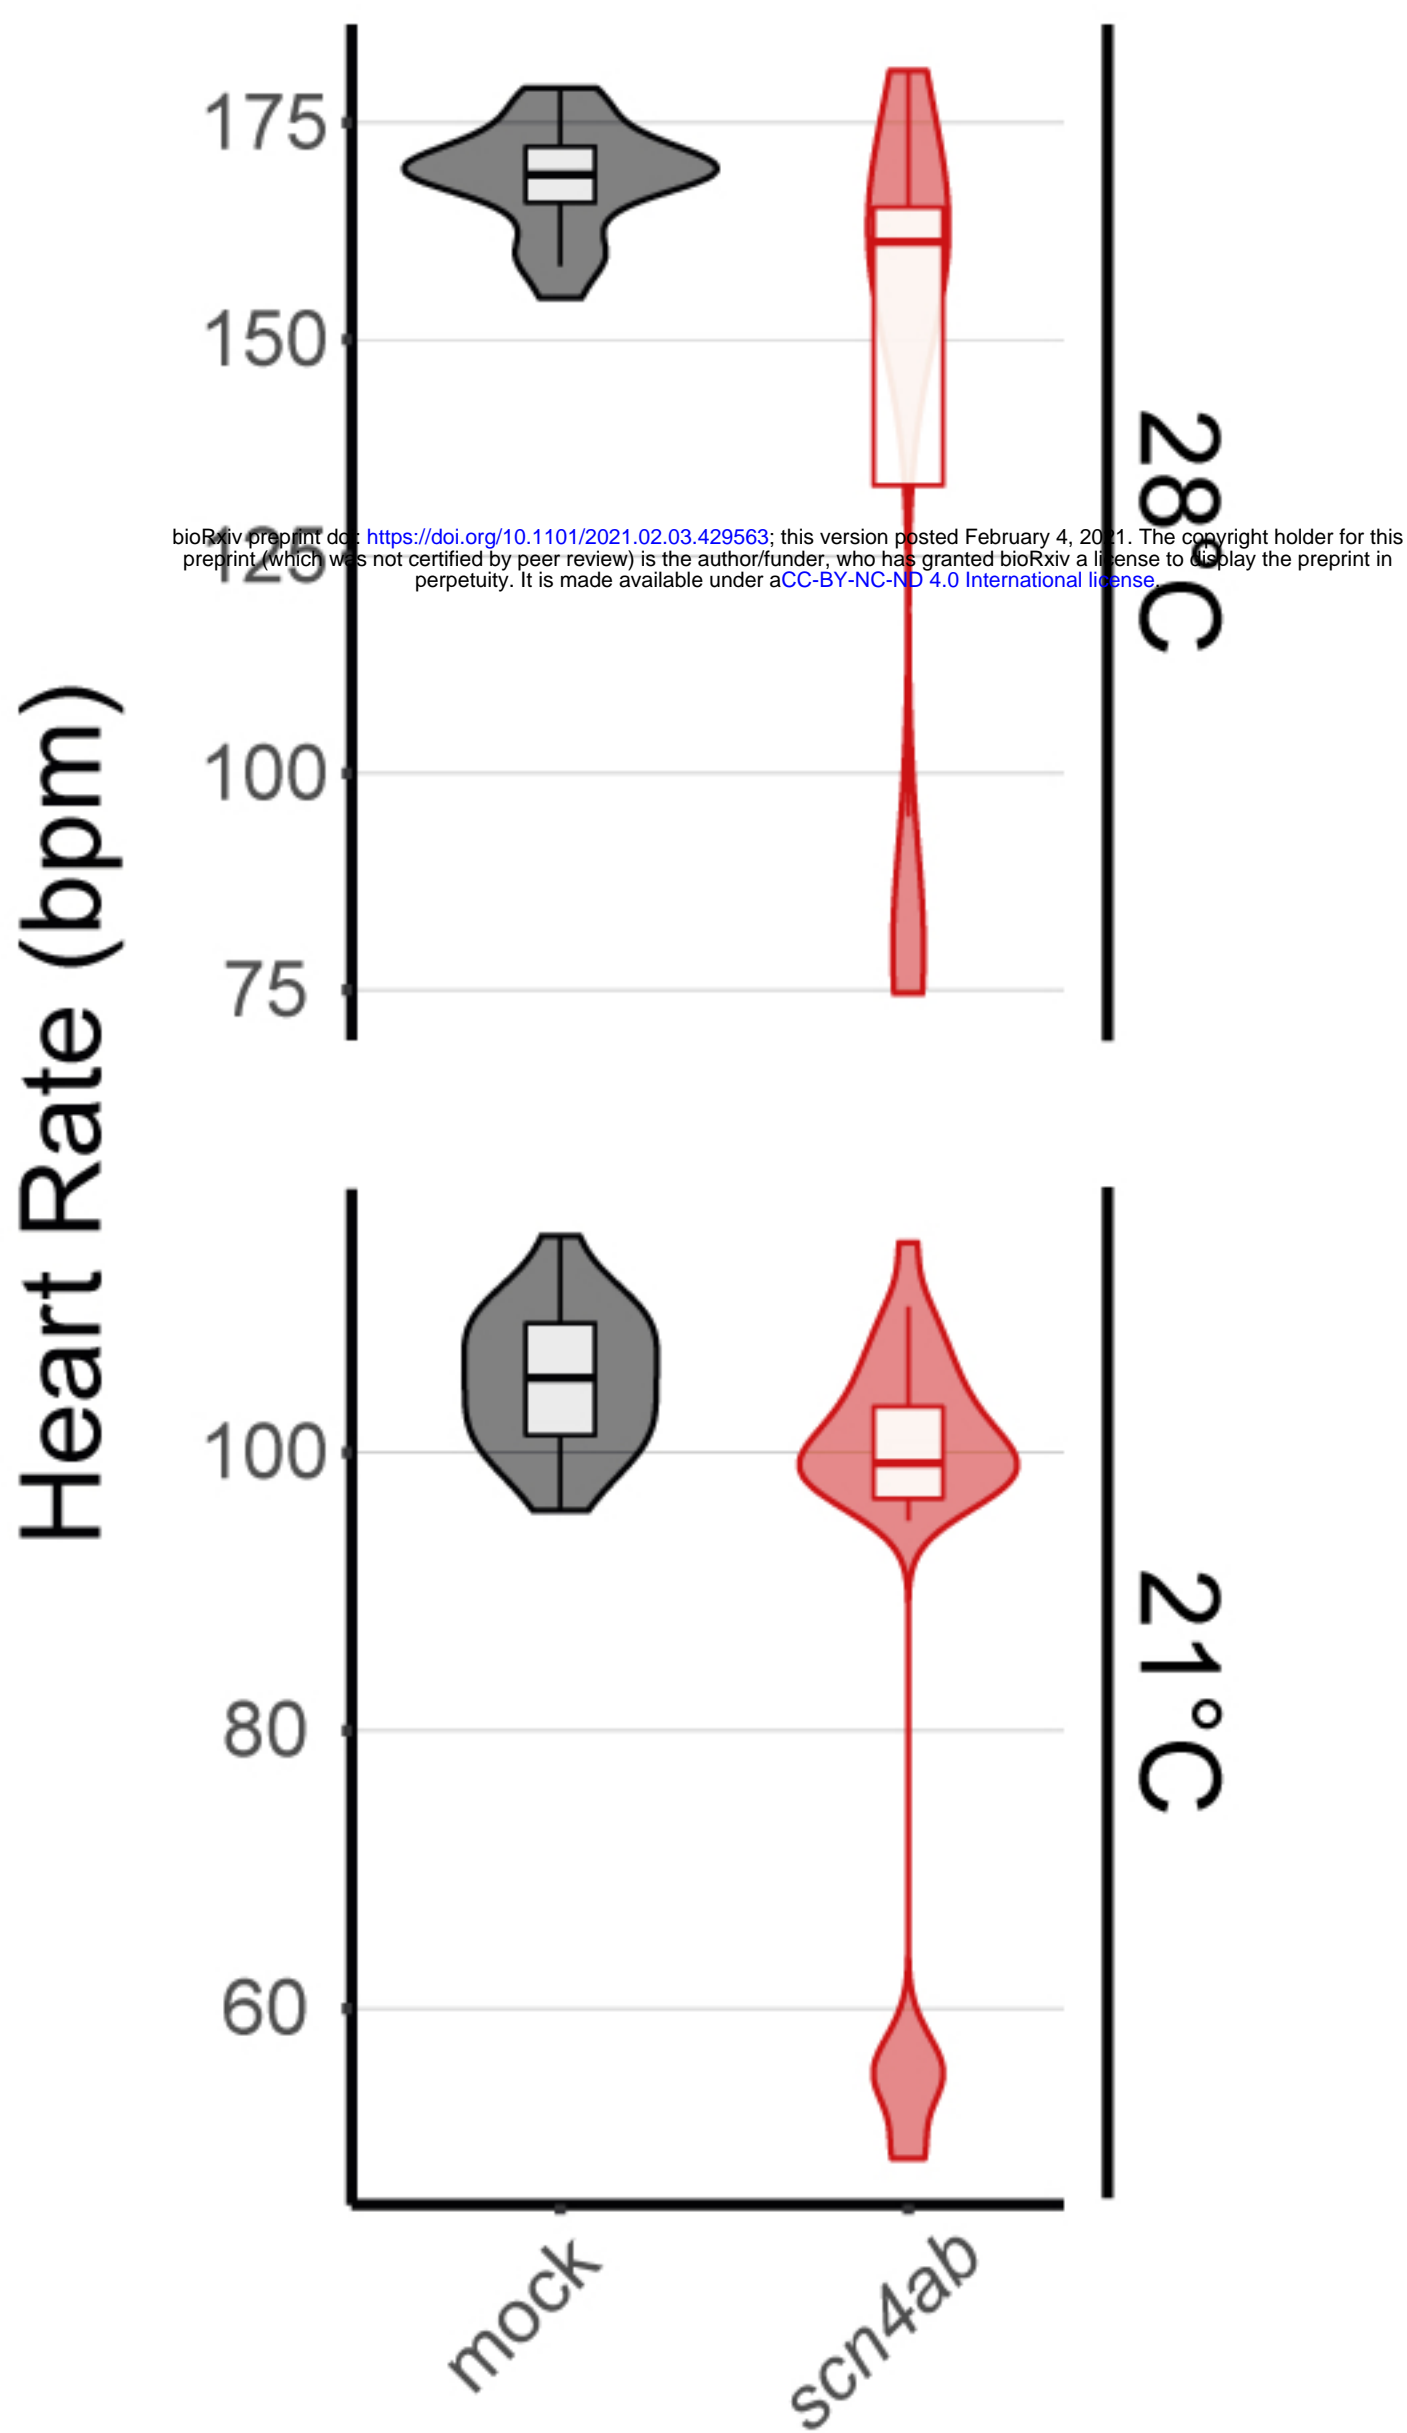 Heart Rate (bpm)
175
150
125
100
75
28°C
bioRxiv preprint doi: https://doi.org/10.1101/2021.02.03.429563; this version posted February 4, 2021. The copyright holder for this
preprint (which was not certified by peer review) is the author/funder, who has granted bioRxiv a license to display the preprint in
perpetuity. It is made available under aCC-BY-NC-ND 4.0 International license.
100
80
60
21°C
mock
scn4ab